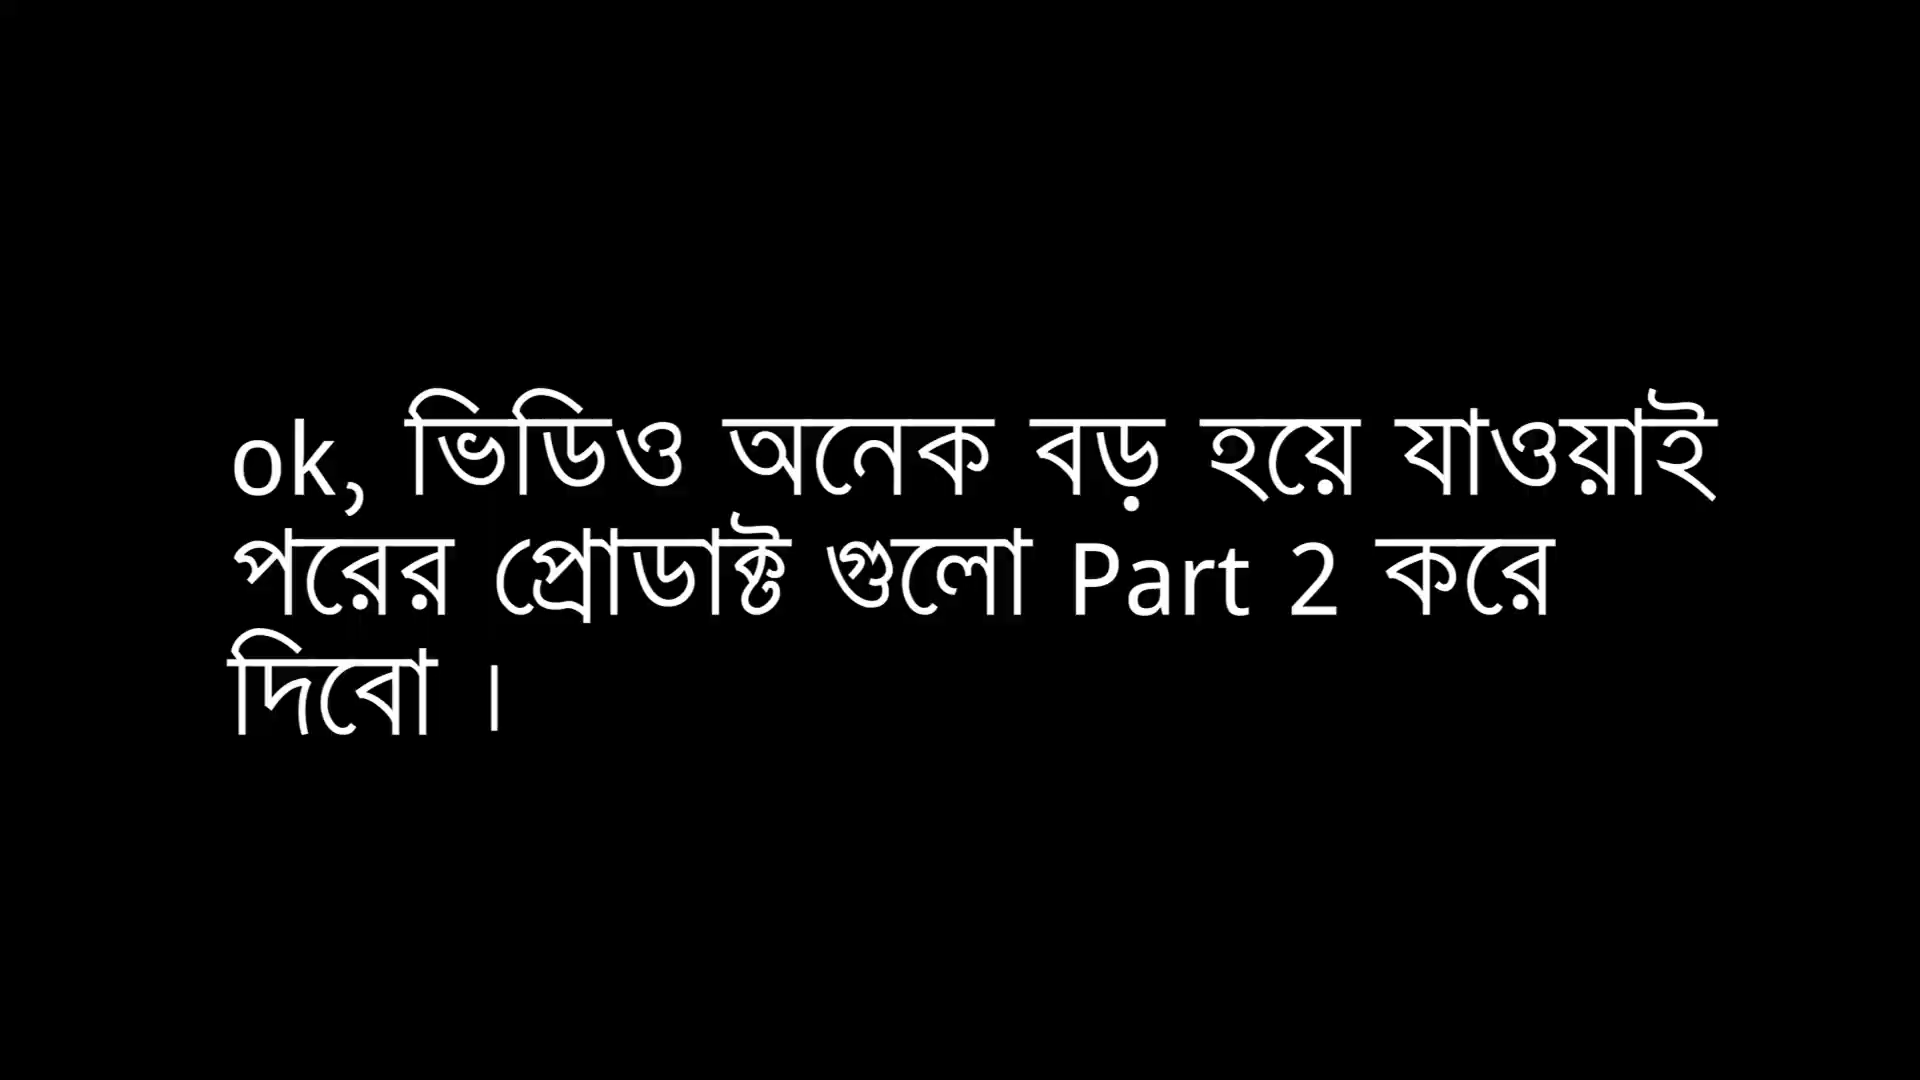 ok, ভিডিও অনেক বড় হয়ে যাওয়াই
পরের প্রোডাক্ট গুলো Part 2 করে
দিবো ।